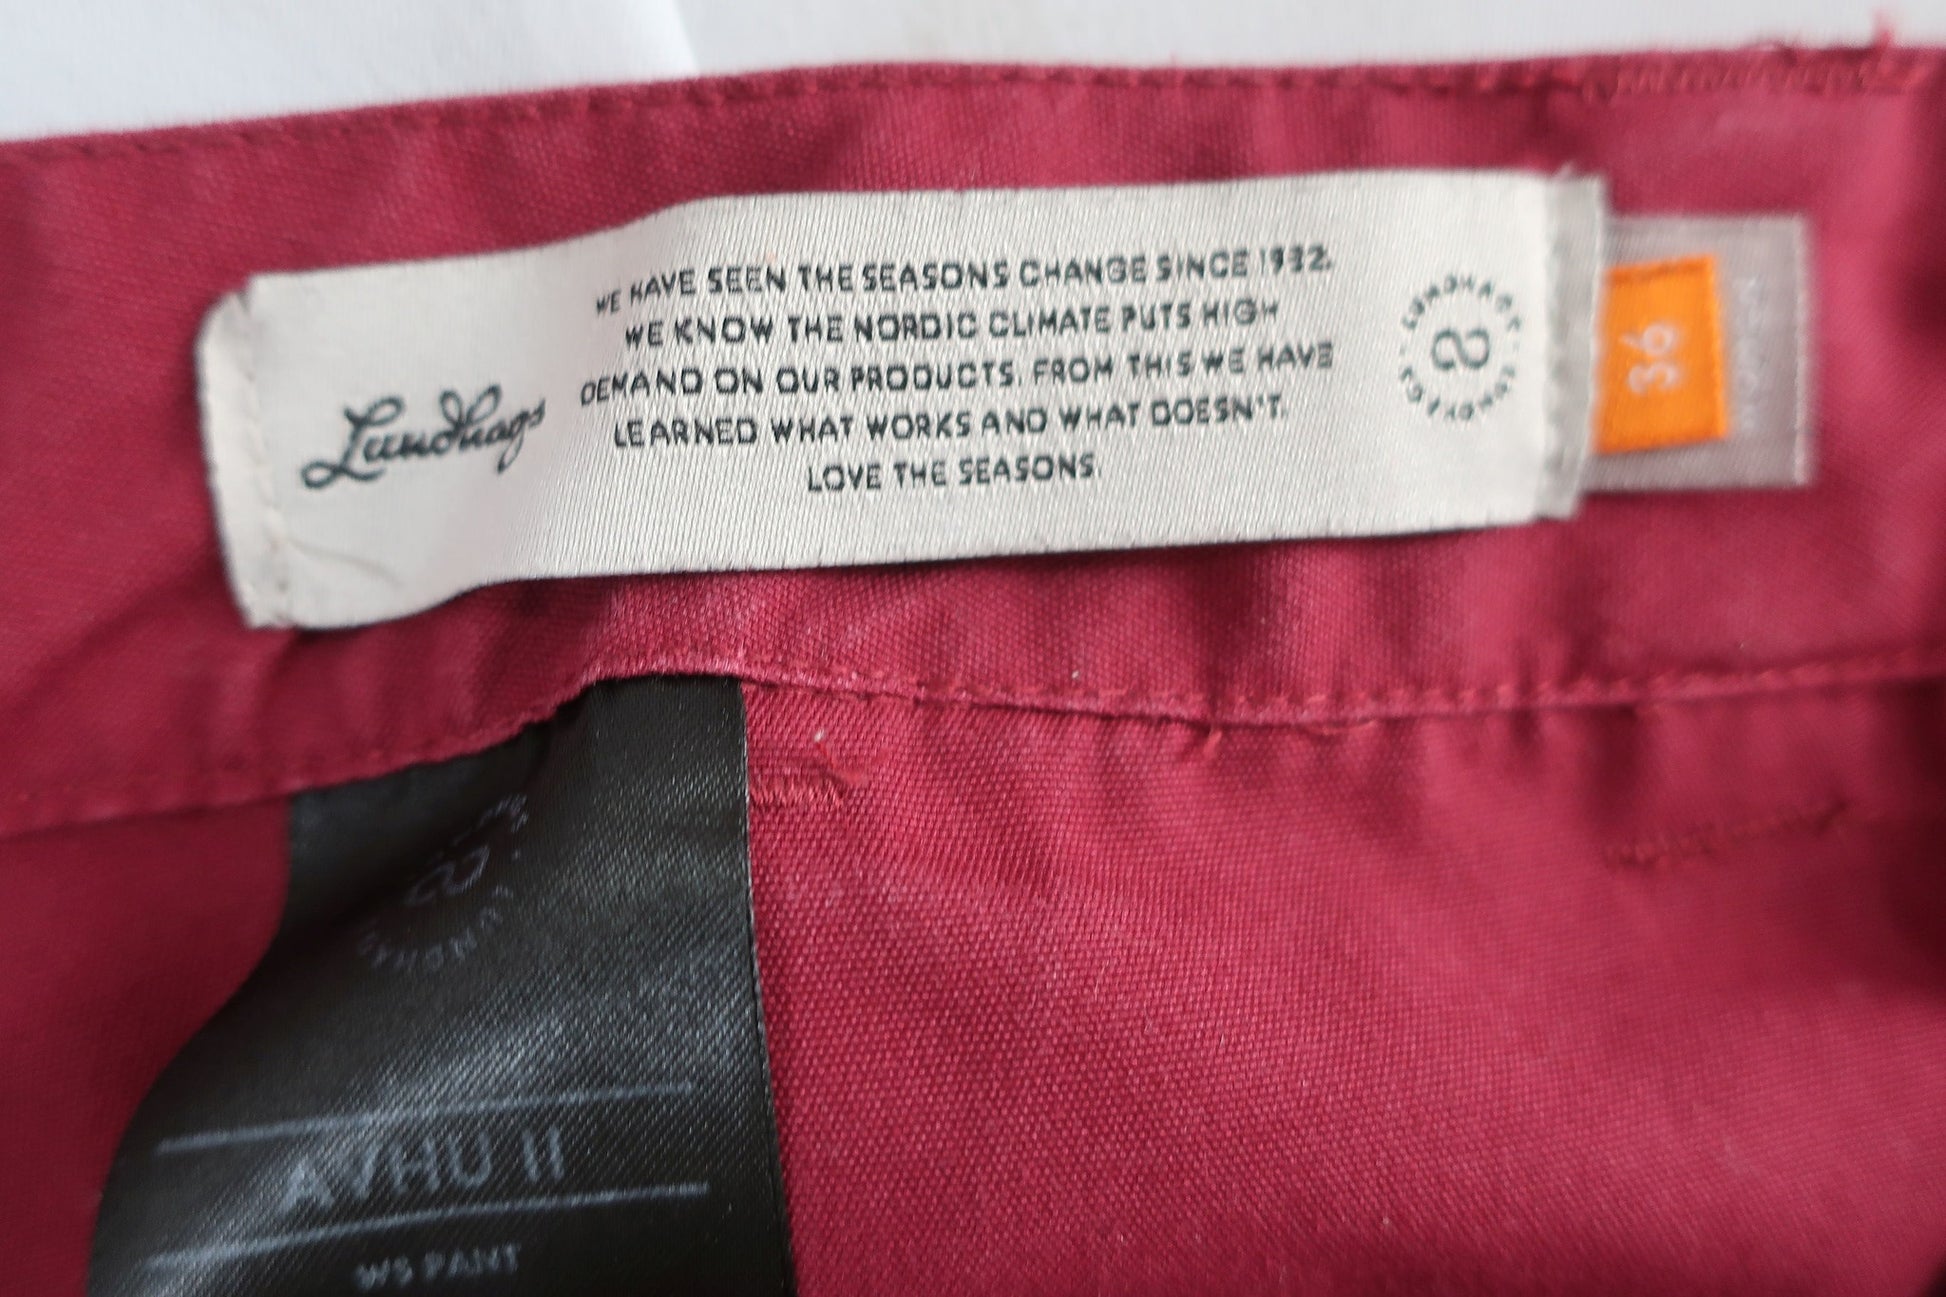 Lundhags
WE HAVE SEEN THE SEASONS CHANGE SINCE 1932.
WE KNOW THE NORDIC CLIMATE PUTS HIGH
DEMAND ON OUR PRODUCTS. FROM THIS WE HAVE
LEARNED WHAT WORKS AND WHAT DOESN'T.
LOVE THE SEASONS.
LUNDHAGS
36
AVHU II
WS PANT